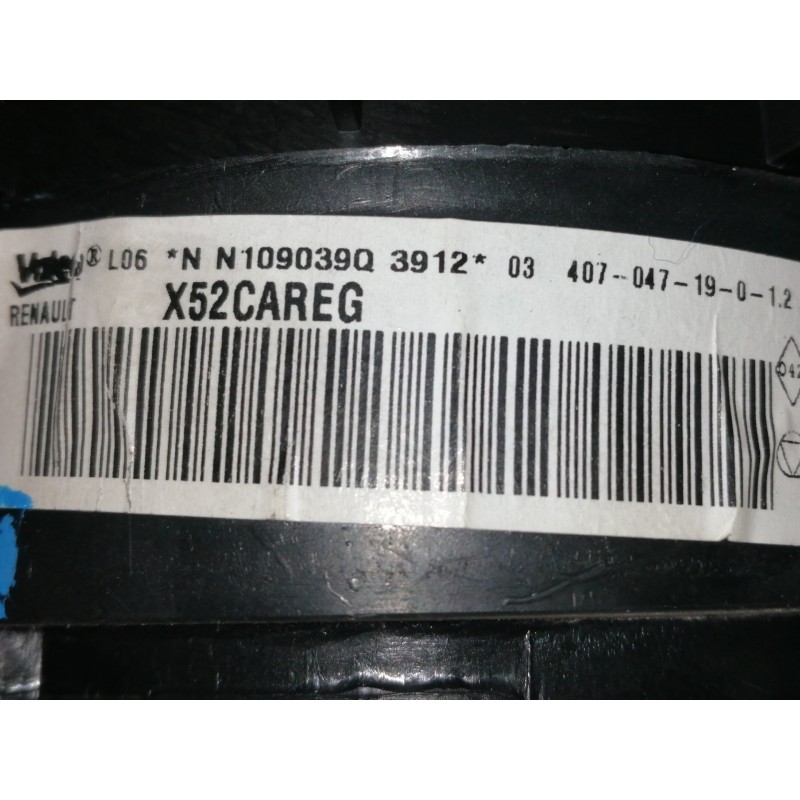 Valeo® L06 *N N109039Q 3912* 03 407-047-19-0-1.2
RENAULT X52CAREG